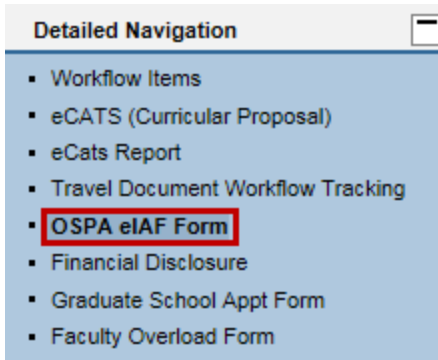 Detailed Navigation
Workflow Items
eCATS (Curricular Proposal)
eCats Report
Travel Document Workflow Tracking
OSPA eIAF Form
Financial Disclosure
Graduate School Appt Form
Faculty Overload Form